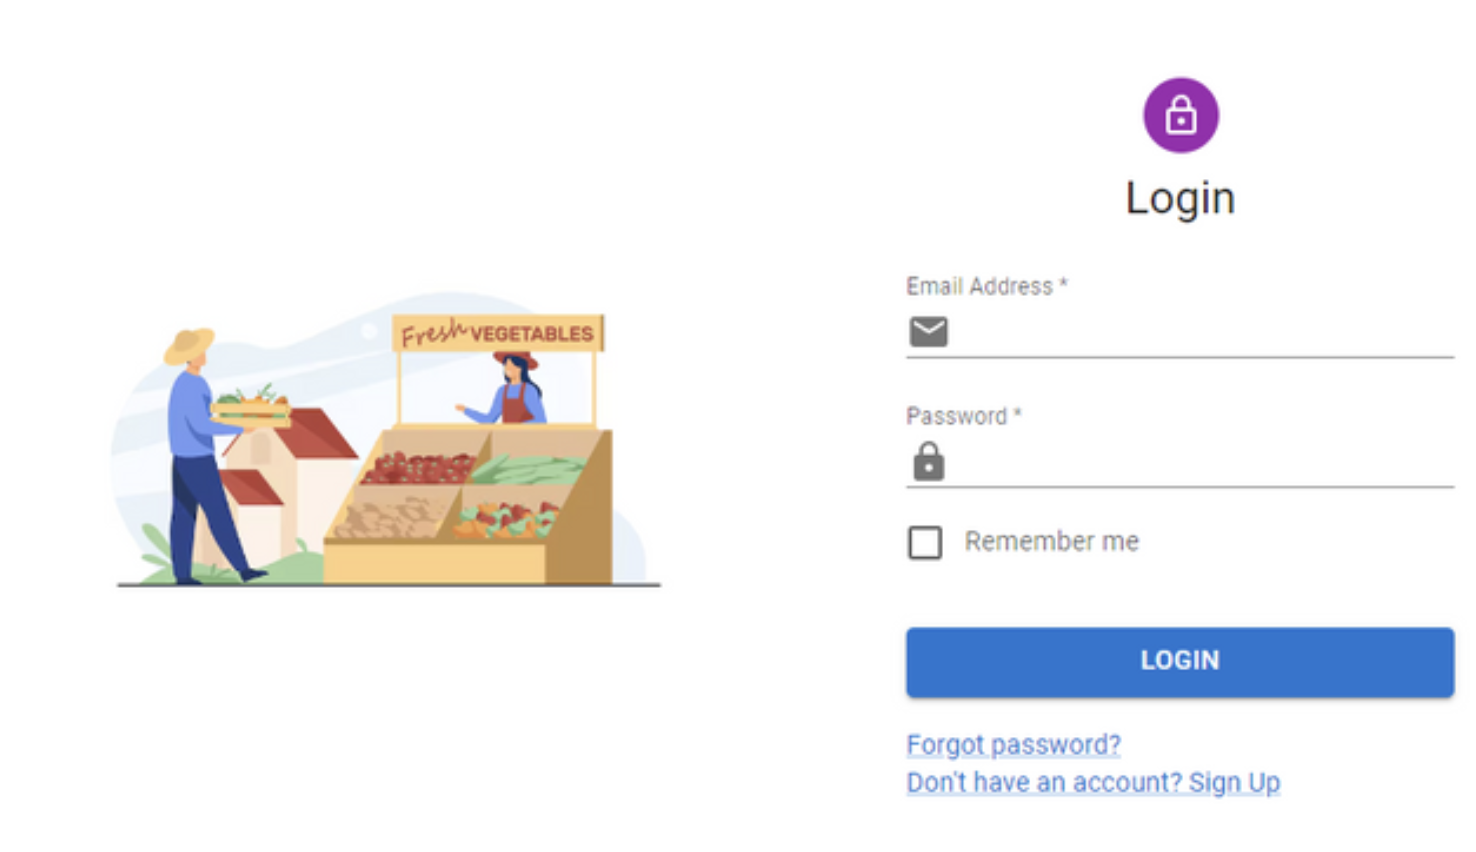 Fresh VEGETABLES
Login
Email Address *
Password *
Remember me
LOGIN
Forgot password?
Don't have an account? Sign Up